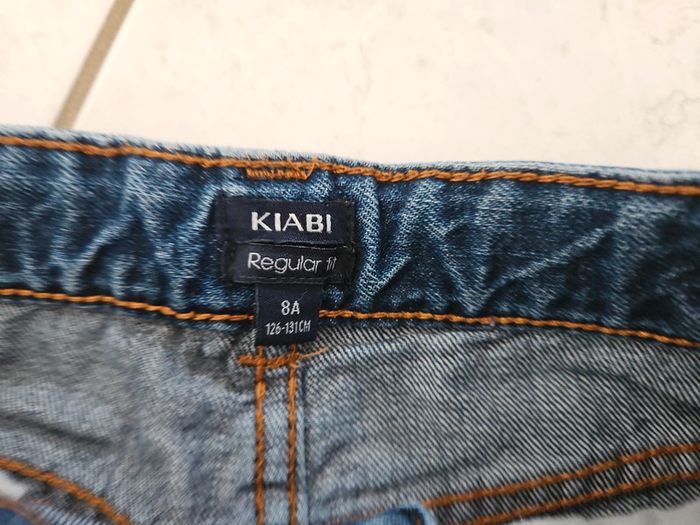 KIABI
Regular fit
8A
126-131CM